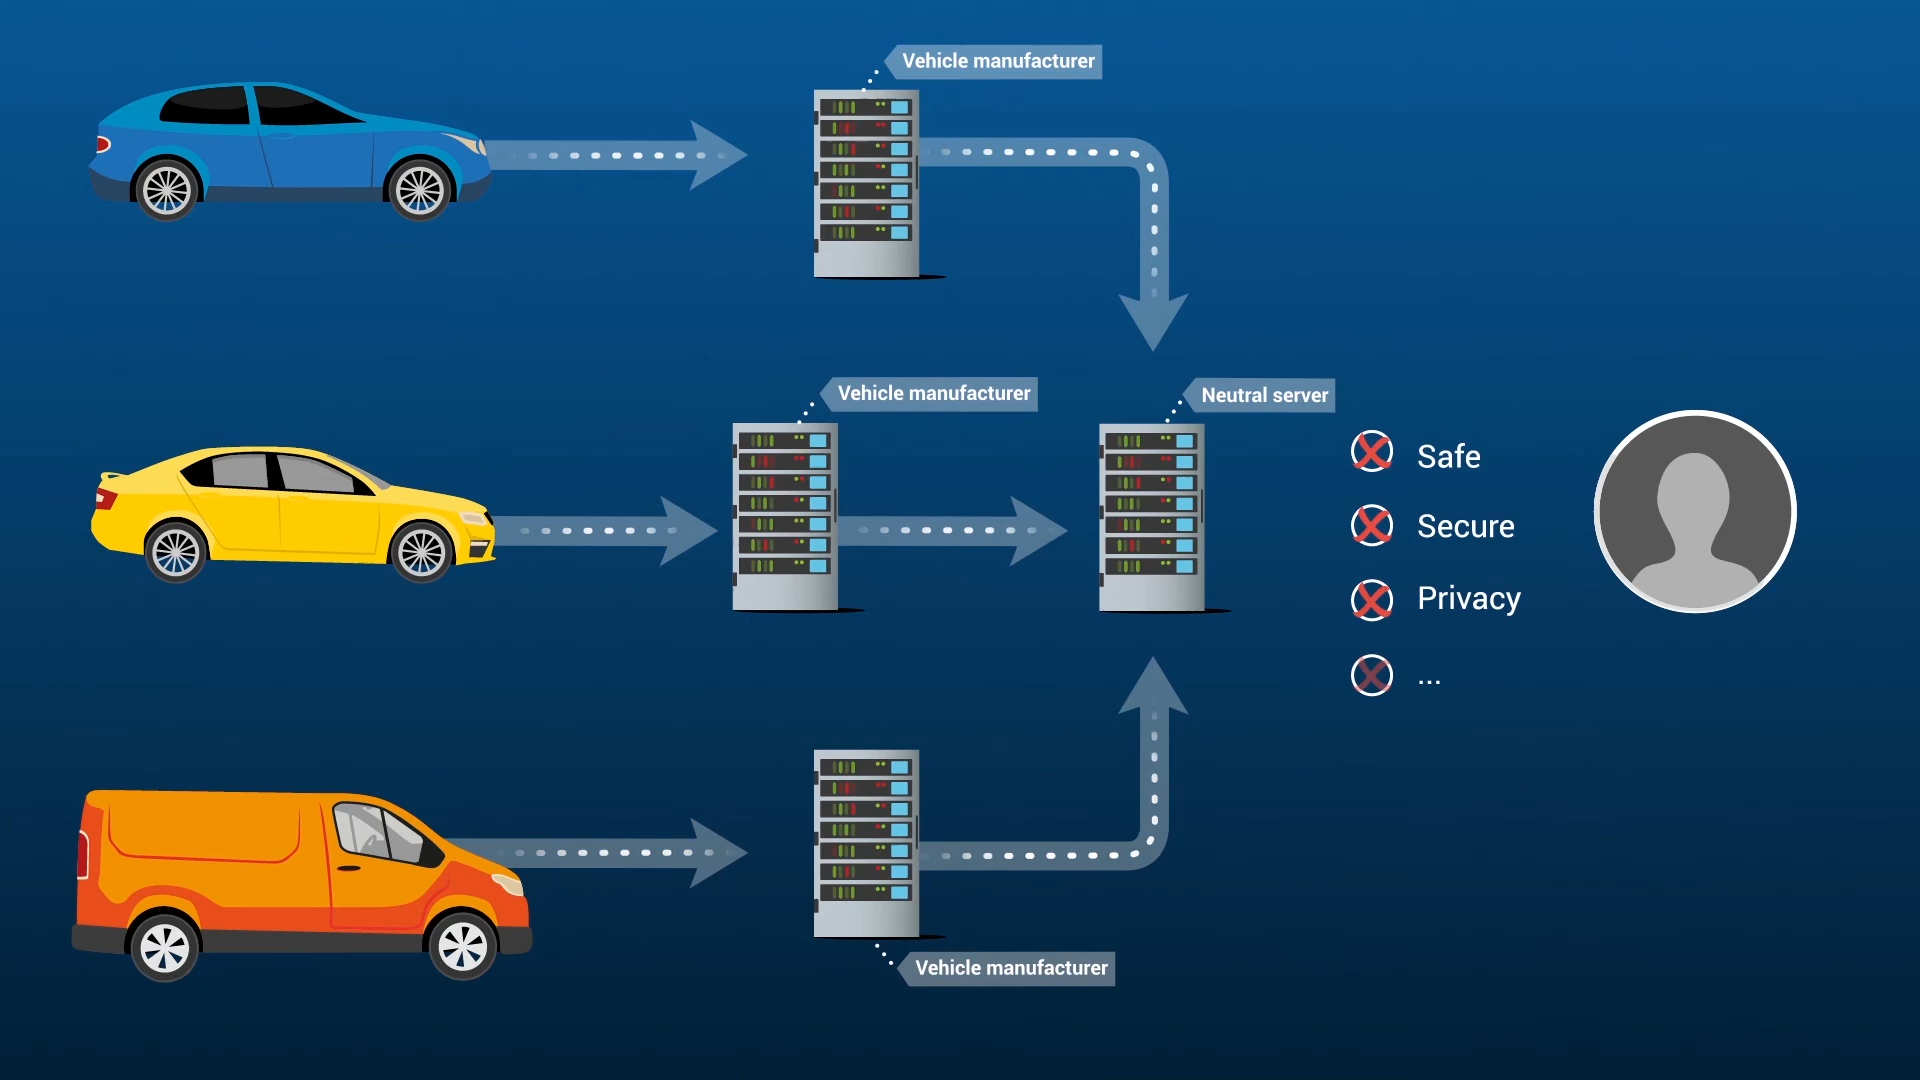 Vehicle manufacturer
Vehicle manufacturer
Neutral server
Safe
Secure
Privacy
...
Vehicle manufacturer